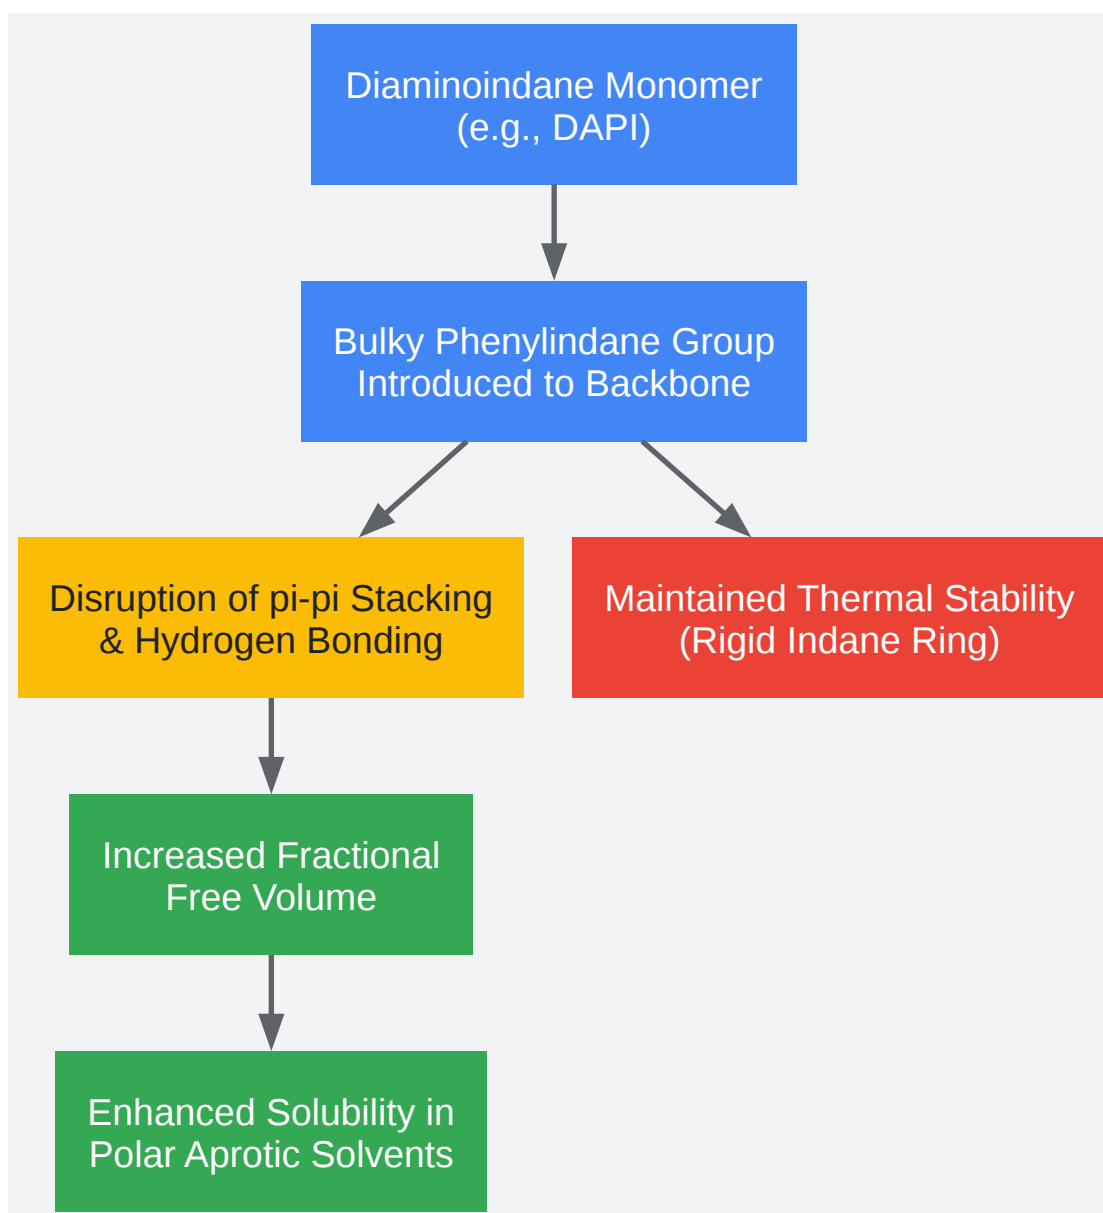 Diaminoindane Monomer
(e.g., DAPI)
Bulky Phenylindane Group
Introduced to Backbone
Disruption of pi-pi Stacking
& Hydrogen Bonding
Maintained Thermal Stability
(Rigid Indane Ring)
Increased Fractional
Free Volume
Enhanced Solubility in
Polar Aprotic Solvents